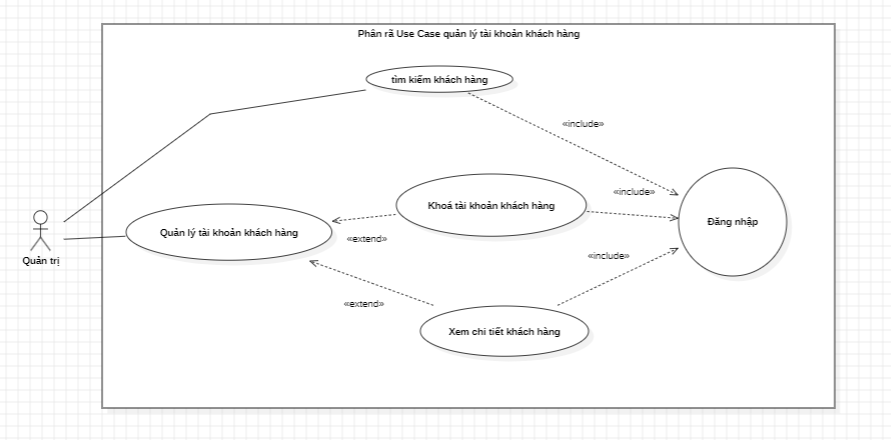 Phân rã Use Case quản lý tài khoản khách hàng
tìm kiếm khách hàng
«include»
«include»
Khoá tài khoản khách hàng
Đăng nhập
Quản lý tài khoản khách hàng
«extend»
«include»
Quản trị
«extend»
Xem chi tiết khách hàng